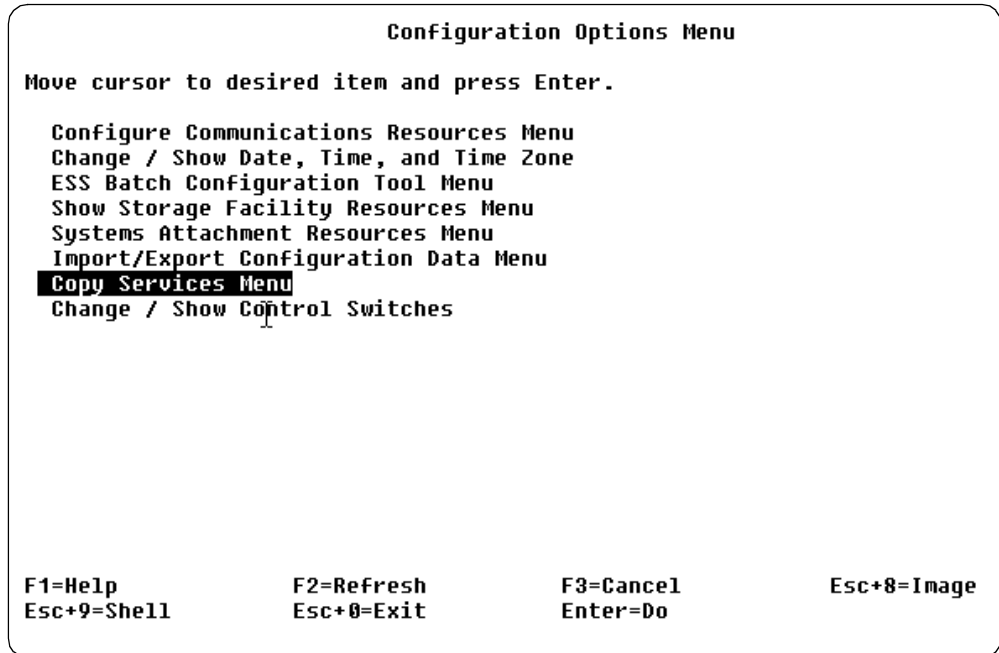 Configuration Options Menu
Move cursor to desired item and press Enter.
Configure Communications Resources Menu
Change / Show Date, Time, and Time Zone
ESS Batch Configuration Tool Menu
Show Storage Facility Resources Menu
Systems Attachment Resources Menu
Import/Export Configuration Data Menu
Copy Services Menu
Change / Show Control Switches
F1=Help F2=Refresh F3=Cancel Esc+8=Image
Esc+9=Shell Esc+0=Exit Enter=Do